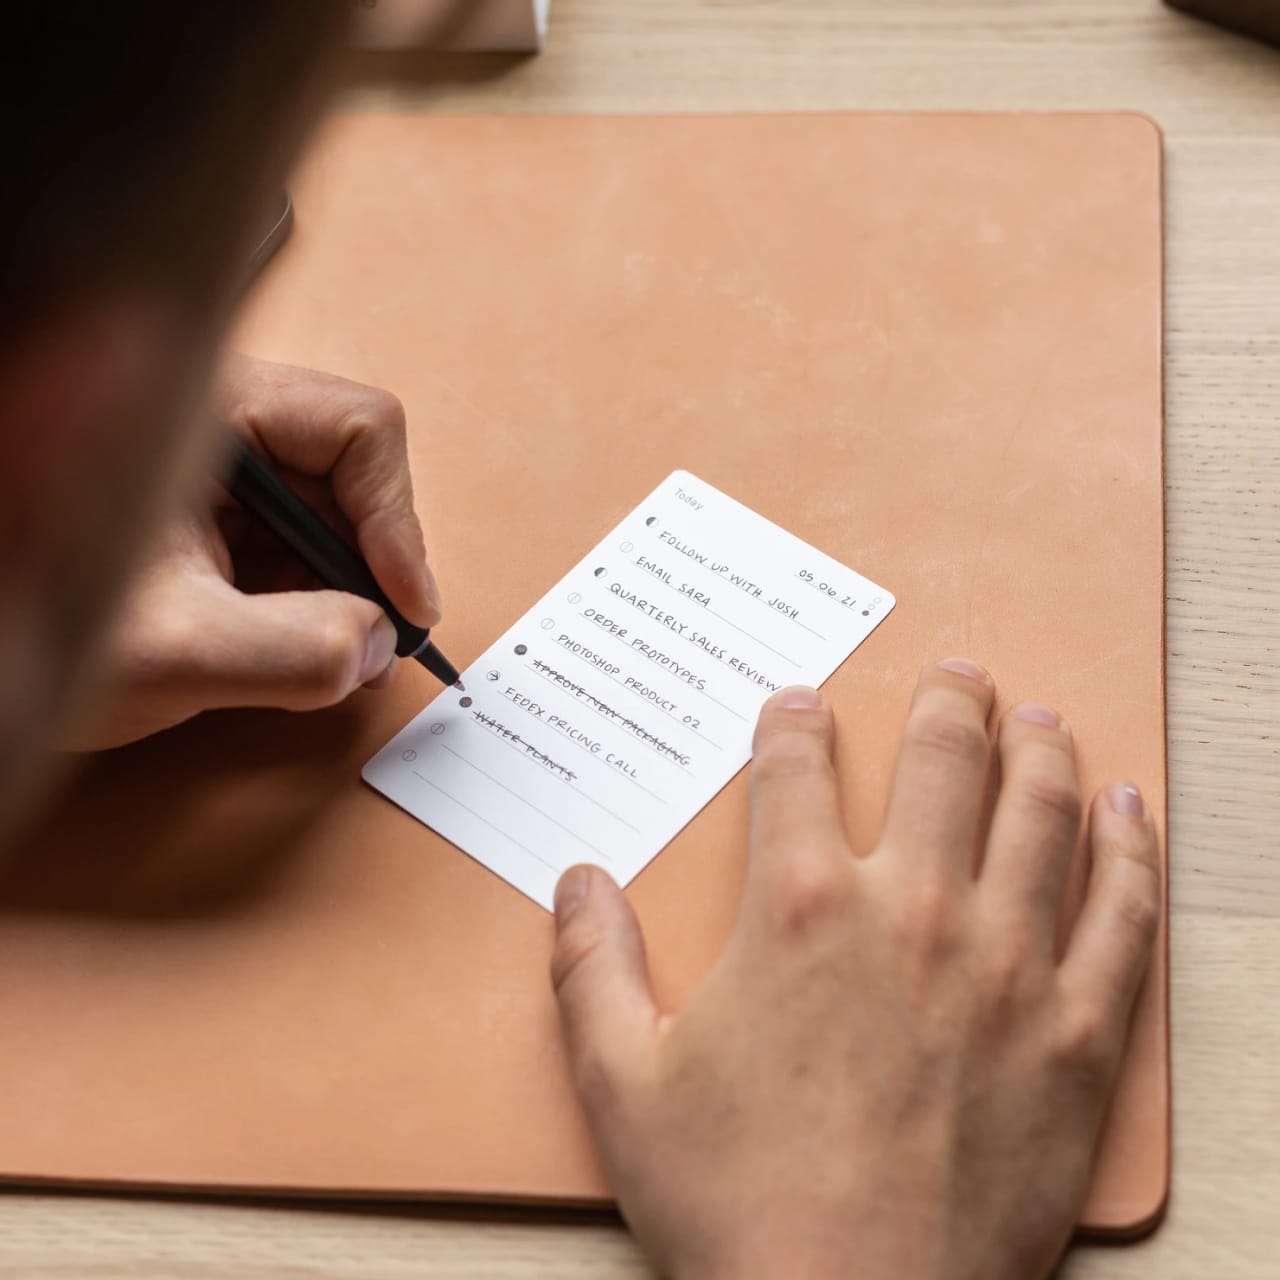 Today
05.06.21
FOLLOW UP WITH JOSH
EMAIL SARA
QUARTERLY SALES REVIEW
ORDER PROTOTYPES
PHOTOSHOP PRODUCT 02
APPROVE NEW PACKAGING
FEDEX PRICING CALL
WATER PLANTS